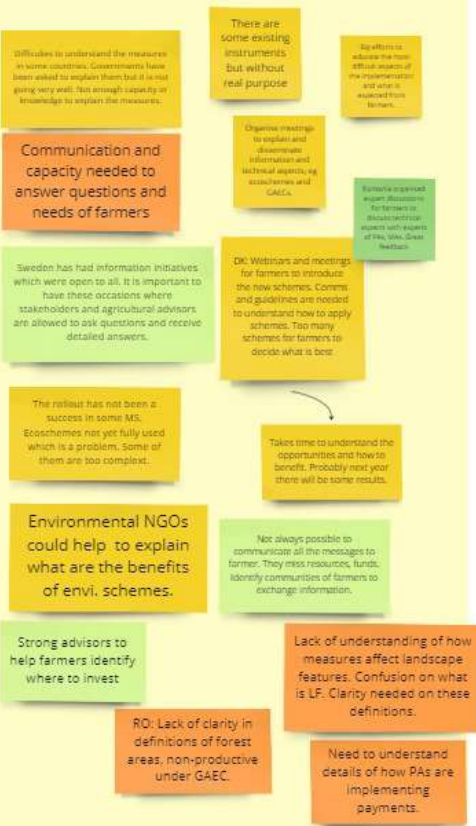 Difficulties to understand the measures
in some countries. Governments have
been asked to explain them but it is not
going very well. Not enough capacity or
knowledge to explain the measures.
There are
some existing
instruments
but without
real purpose
Big efforts to
educate the most
difficult aspects of
the implementation
and what is
expected from
farmers.
Communication and
capacity needed to
answer questions and
needs of farmers
Organise meetings
to explain and
disseminate
information and
technical aspects, eg
ecoschemes and
GAECs.
Romania organised
expert discussions
for farmers to
discuss technical
aspects with experts
of PAs, MAs. Great
feedback
Sweden has had information initiatives
which were open to all. It is important to
have these occasions where
stakeholders and agricultural advisors
are allowed to ask questions and receive
detailed answers.
DK: Webinars and meetings
for farmers to introduce
the new schemes. Comms
and guidelines are needed
to understand how to apply
schemes. Too many
schemes for farmers to
decide what is best
The rollout has not been a
success in some MS.
Ecoschemes not yet fully used
which is a problem. Some of
them are too complext.
Takes time to understand the
opportunities and how to
benefit. Probably next year
there will be some results.
Environmental NGOs
could help to explain
what are the benefits
of envi. schemes.
Not always possible to
communicate all the messages to
farmer. They miss resources, funds.
Identify communities of farmers to
exchange information.
Strong advisors to
help farmers identify
where to invest
Lack of understanding of how
measures affect landscape
features. Confusion on what
is LF. Clarity needed on these
definitions.
RO: Lack of clarity in
definitions of forest
areas, non-productive
under GAEC.
Need to understand
details of how PAs are
implementing
payments.